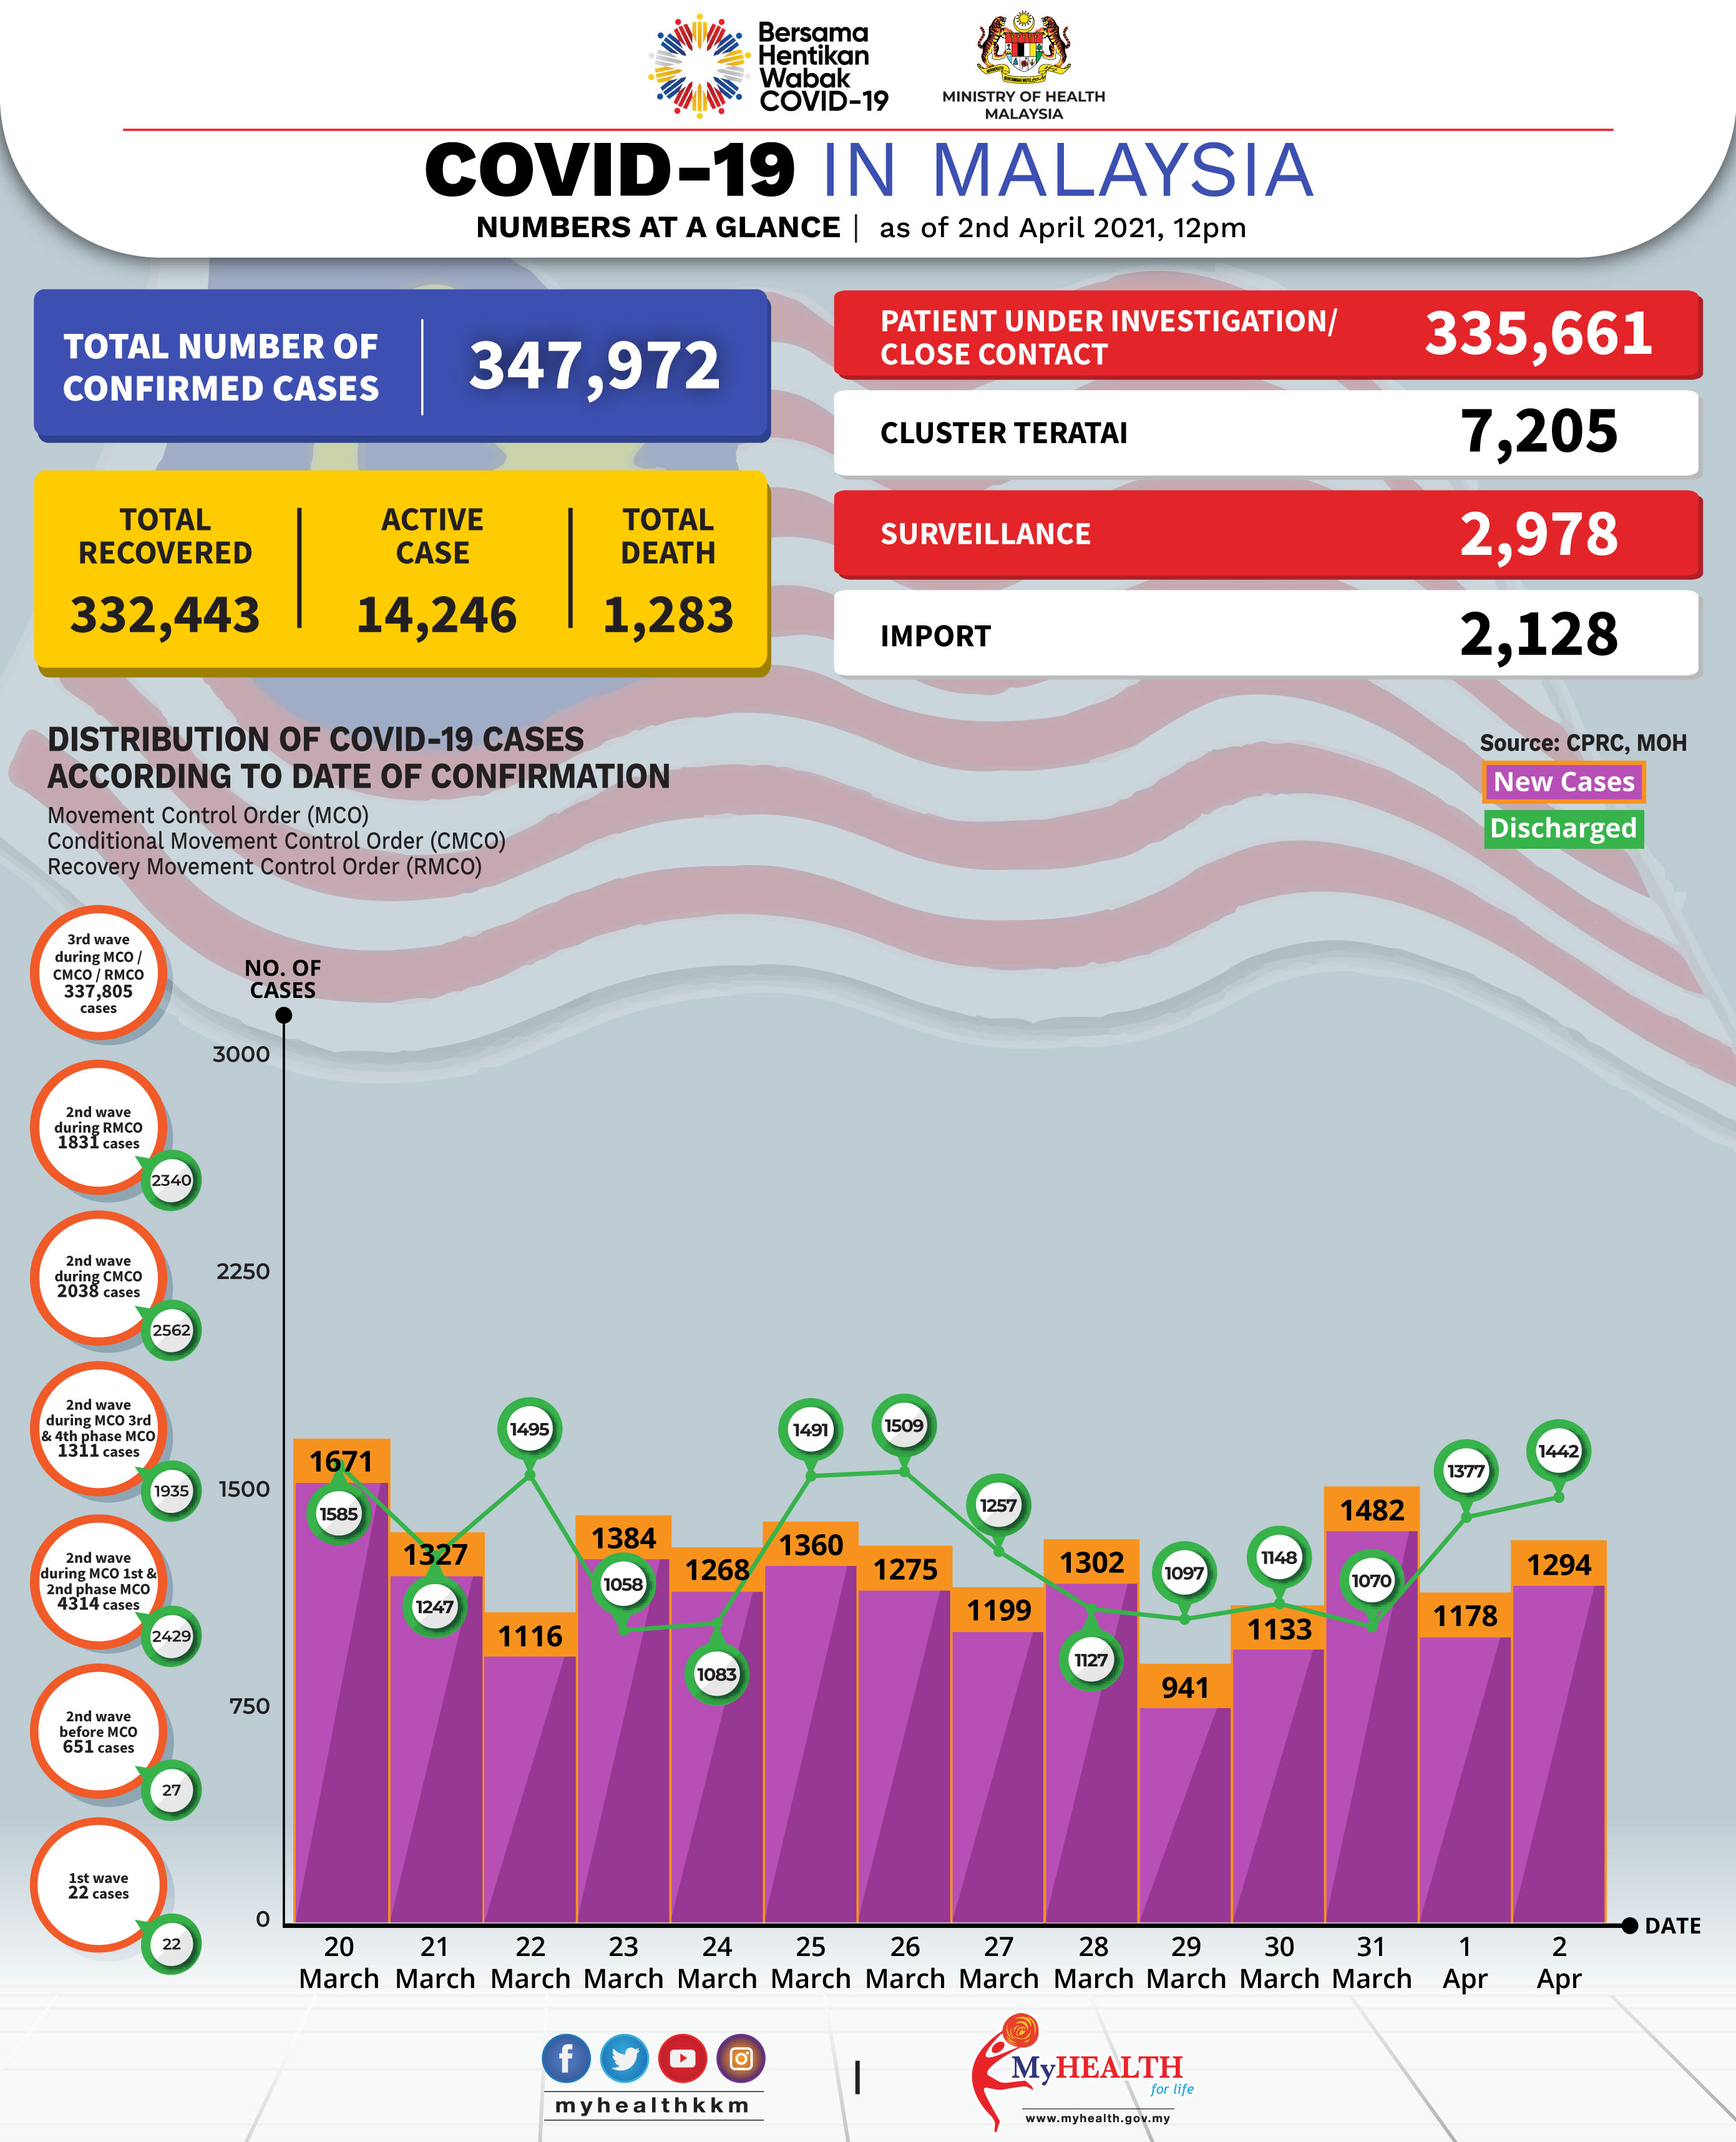 Bersama
Hentikan
Wabak
COVID-19
MINISTRY OF HEALTH
MALAYSIA
COVID-19 IN MALAYSIA
NUMBERS AT A GLANCE | as of 2nd April 2021, 12pm
TOTAL NUMBER OF
CONFIRMED CASES
347,972
TOTAL
RECOVERED
332,443
ACTIVE
CASE
14,246
TOTAL
DEATH
1,283
PATIENT UNDER INVESTIGATION/
CLOSE CONTACT
335,661
CLUSTER TERATAI
7,205
SURVEILLANCE
2,978
IMPORT
2,128
DISTRIBUTION OF COVID-19 CASES
ACCORDING TO DATE OF CONFIRMATION
Movement Control Order (MCO)
Conditional Movement Control Order (CMCO)
Recovery Movement Control Order (RMCO)
Source: CPRC, MOH
New Cases
Discharged
3rd wave
during MCO /
CMCO / RMCO
337,805
cases
2nd wave
during RMCO
1831 cases
2340
2nd wave
during CMCO
2038 cases
2562
2nd wave
during MCO 3rd
& 4th phase MCO
1311 cases
1935
2nd wave
during MCO 1st &
2nd phase MCO
4314 cases
2429
2nd wave
before MCO
651 cases
27
1st wave
22 cases
22
NO. OF
CASES
3000
2250
1500
750
0
1671
1585
1327
1247
1495
1116
1384
1058
1268
1083
1491
1360
1509
1275
1257
1199
1302
1127
1097
941
1148
1133
1482
1070
1377
1178
1442
1294
20
March
21
March
22
March
23
March
24
March
25
March
26
March
27
March
28
March
29
March
30
March
31
March
1
Apr
2
Apr
DATE
myhealthkkm
|
MyHEALTH
for life
www.myhealth.gov.my